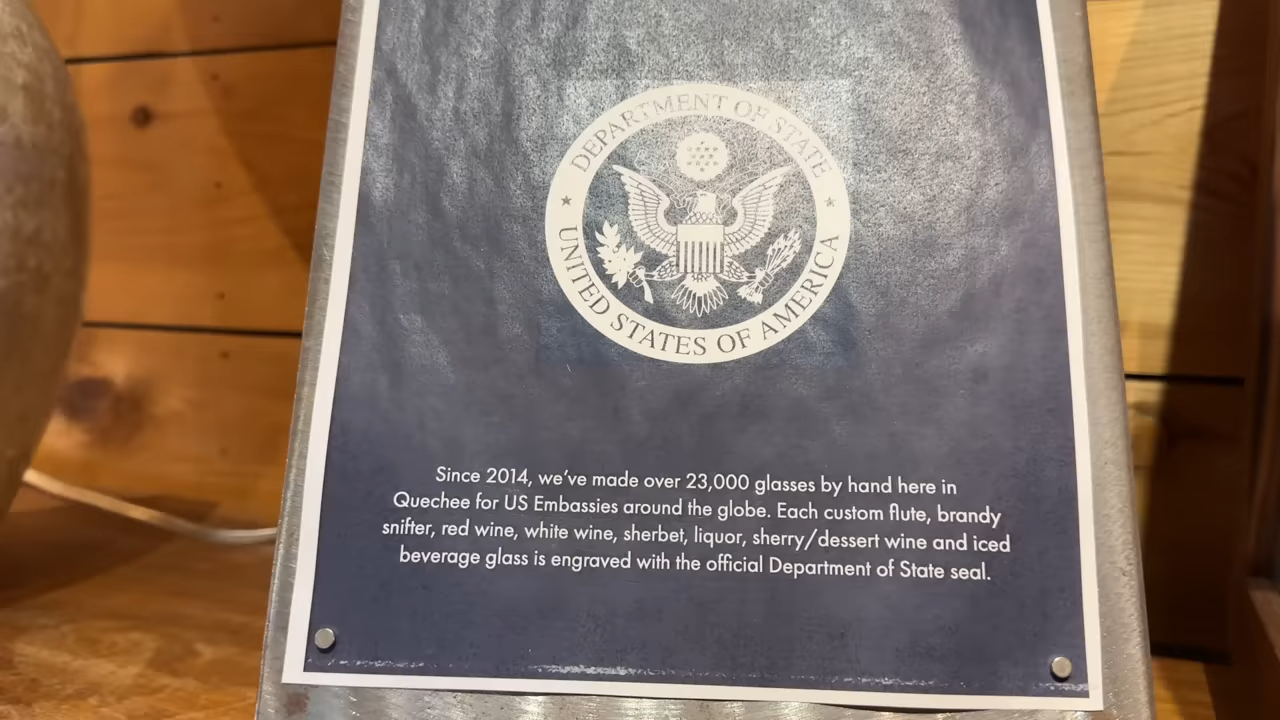 DEPARTMENT OF STATE
UNITED STATES OF AMERICA
Since 2014, we've made over 23,000 glasses by hand here in
Quechee for US Embassies around the globe. Each custom flute, brandy
snifter, red wine, white wine, sherbet, liquor, sherry/dessert wine and iced
beverage glass is engraved with the official Department of State seal.